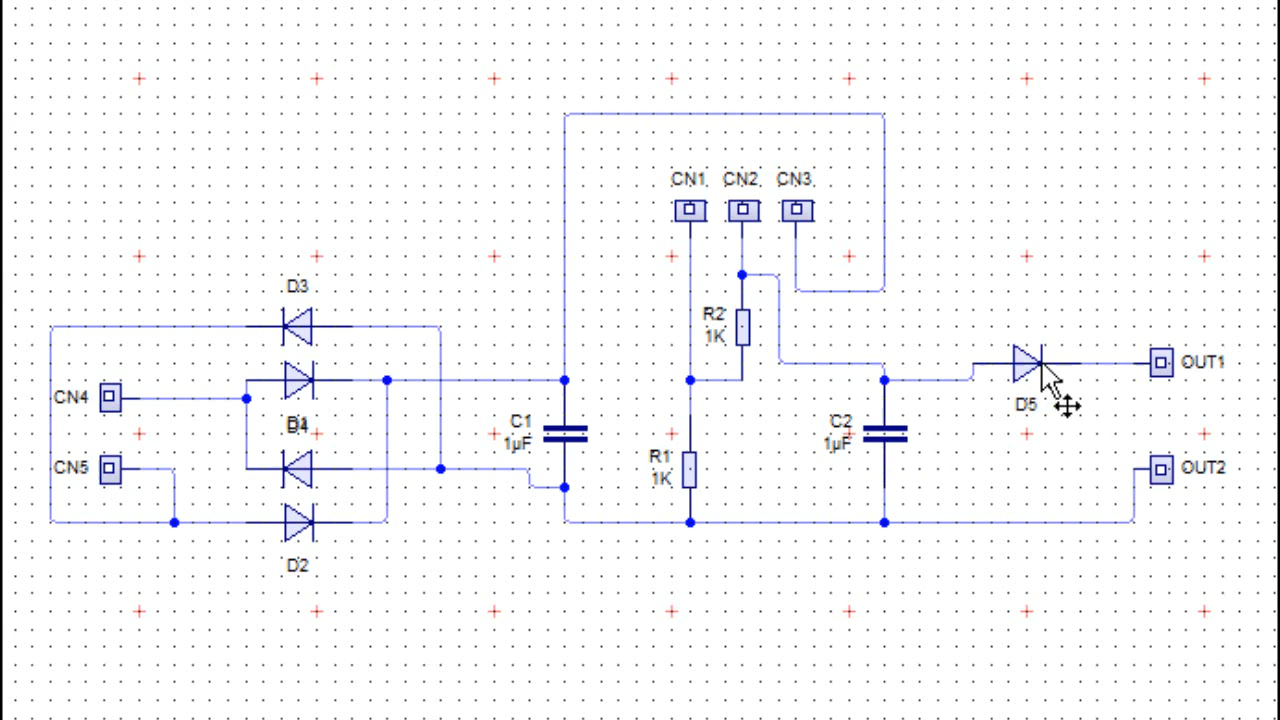 CN1 CN2 CN3
D3
R2
1K
OUT1
CN4
D5
C1
1µF
C2
1µF
R1
1K
CN5
OUT2
D2